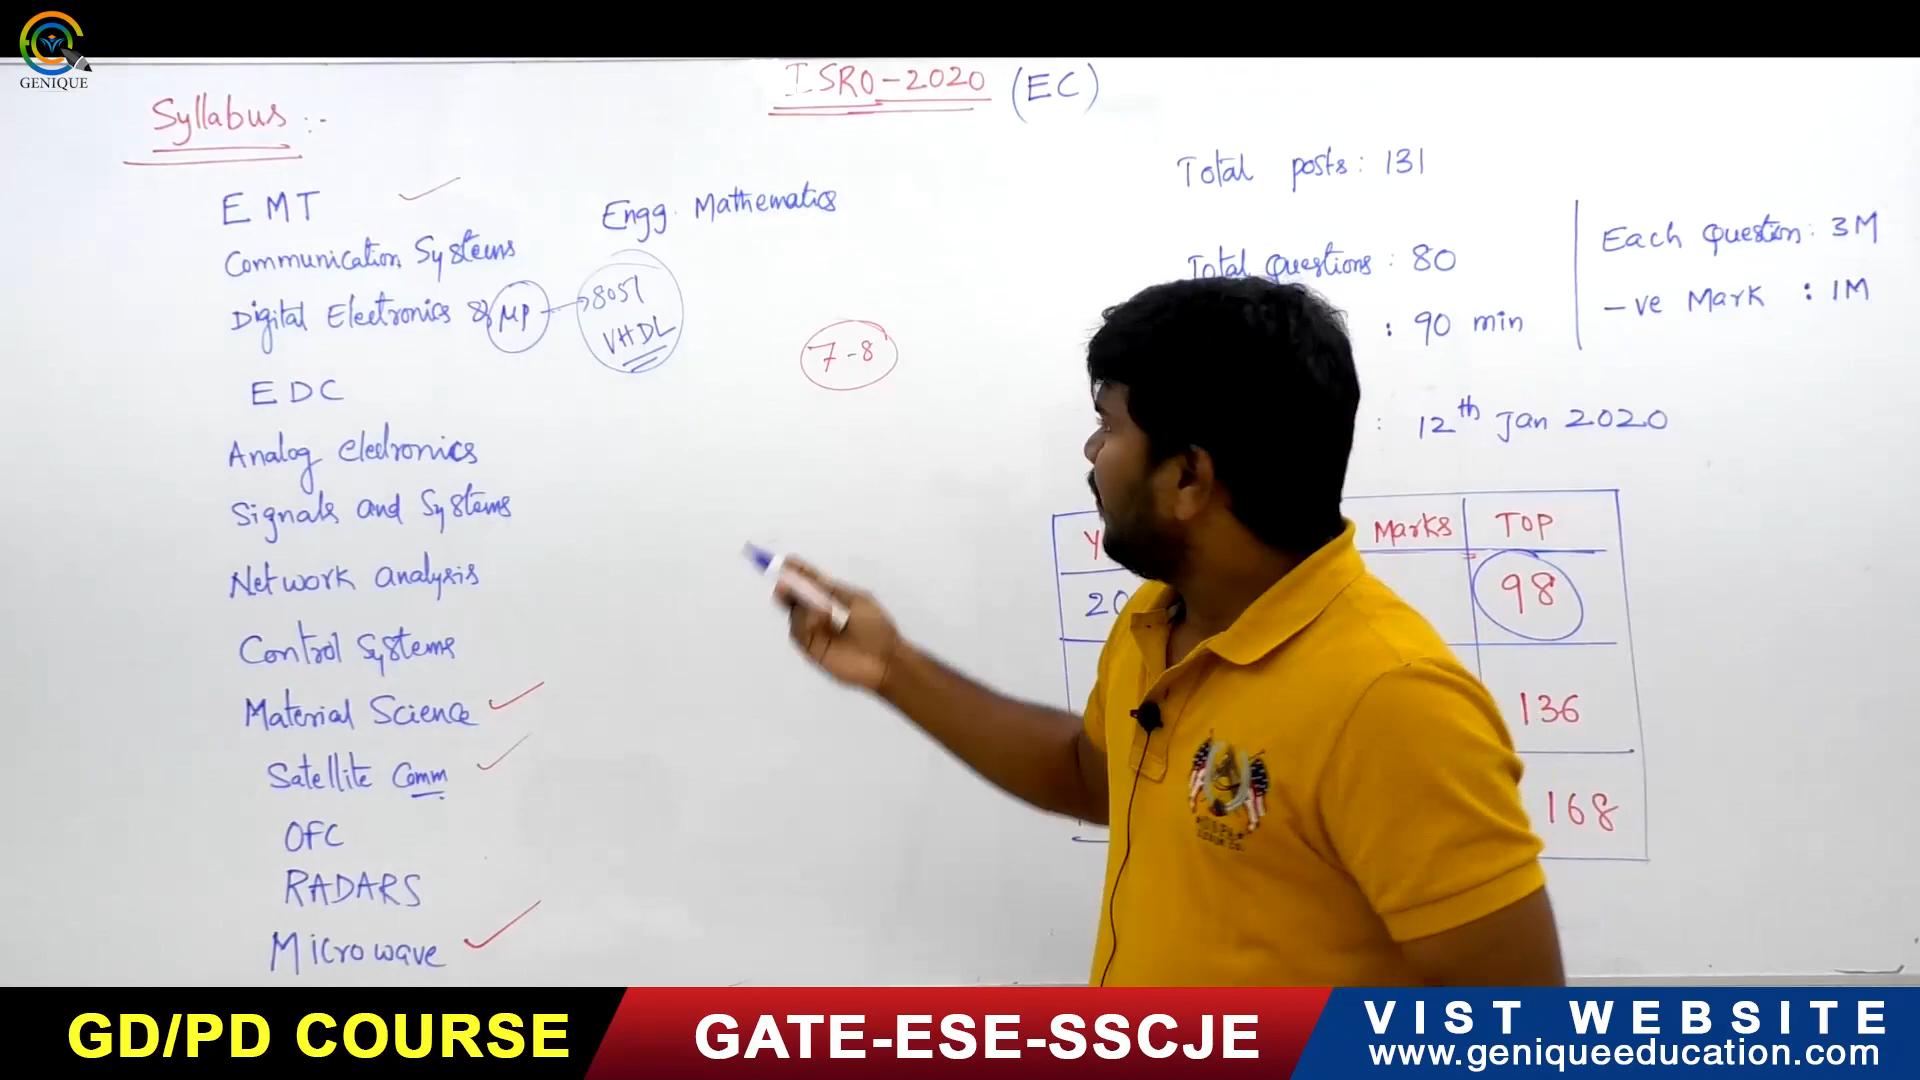 GENIQUE
ISRO-2020 (EC)
Syllabus :-
EMT
Communication Systems
Digital Electronics & μP
8051
VHDL
EDC
Analog Electronics
Signals and Systems
Network Analysis
Control Systems
Material Science
Satellite Comm
OFC
RADARS
Microwave
Engg. Mathematics
7-8
Total posts : 131
Total questions : 80
: 90 min
: 12th Jan 2020
Each Question : 3M
-ve Mark : 1M
Marks TOP
20 98
136
168
GD/PD COURSE
GATE-ESE-SSCJE
VIST WEBSITE
www.geniqueeducation.com